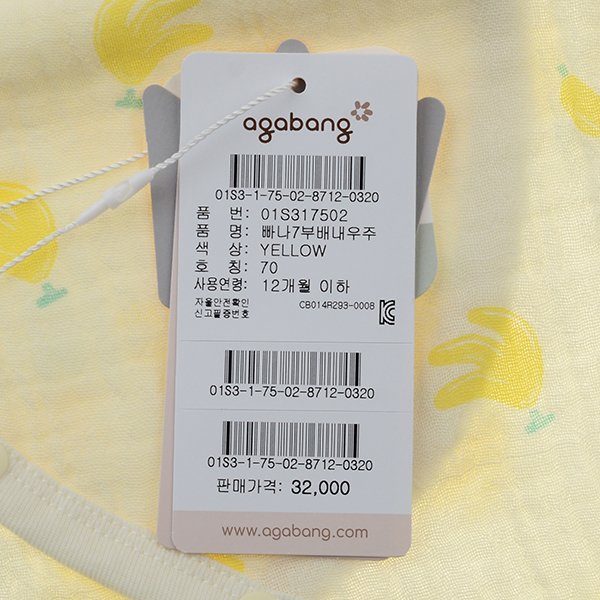 agabang
01S3-1-75-02-8712-0320
품 번: 01S317502
품 명: 빠나7부배내우주
색 상: YELLOW
호 칭: 70
사용연령: 12개월 이하
자율안전확인
신고필증번호
CB014R293-0008
01S3-1-75-02-8712-0320
01S3-1-75-02-8712-0320
판매가격: 32,000
www.agabang.com